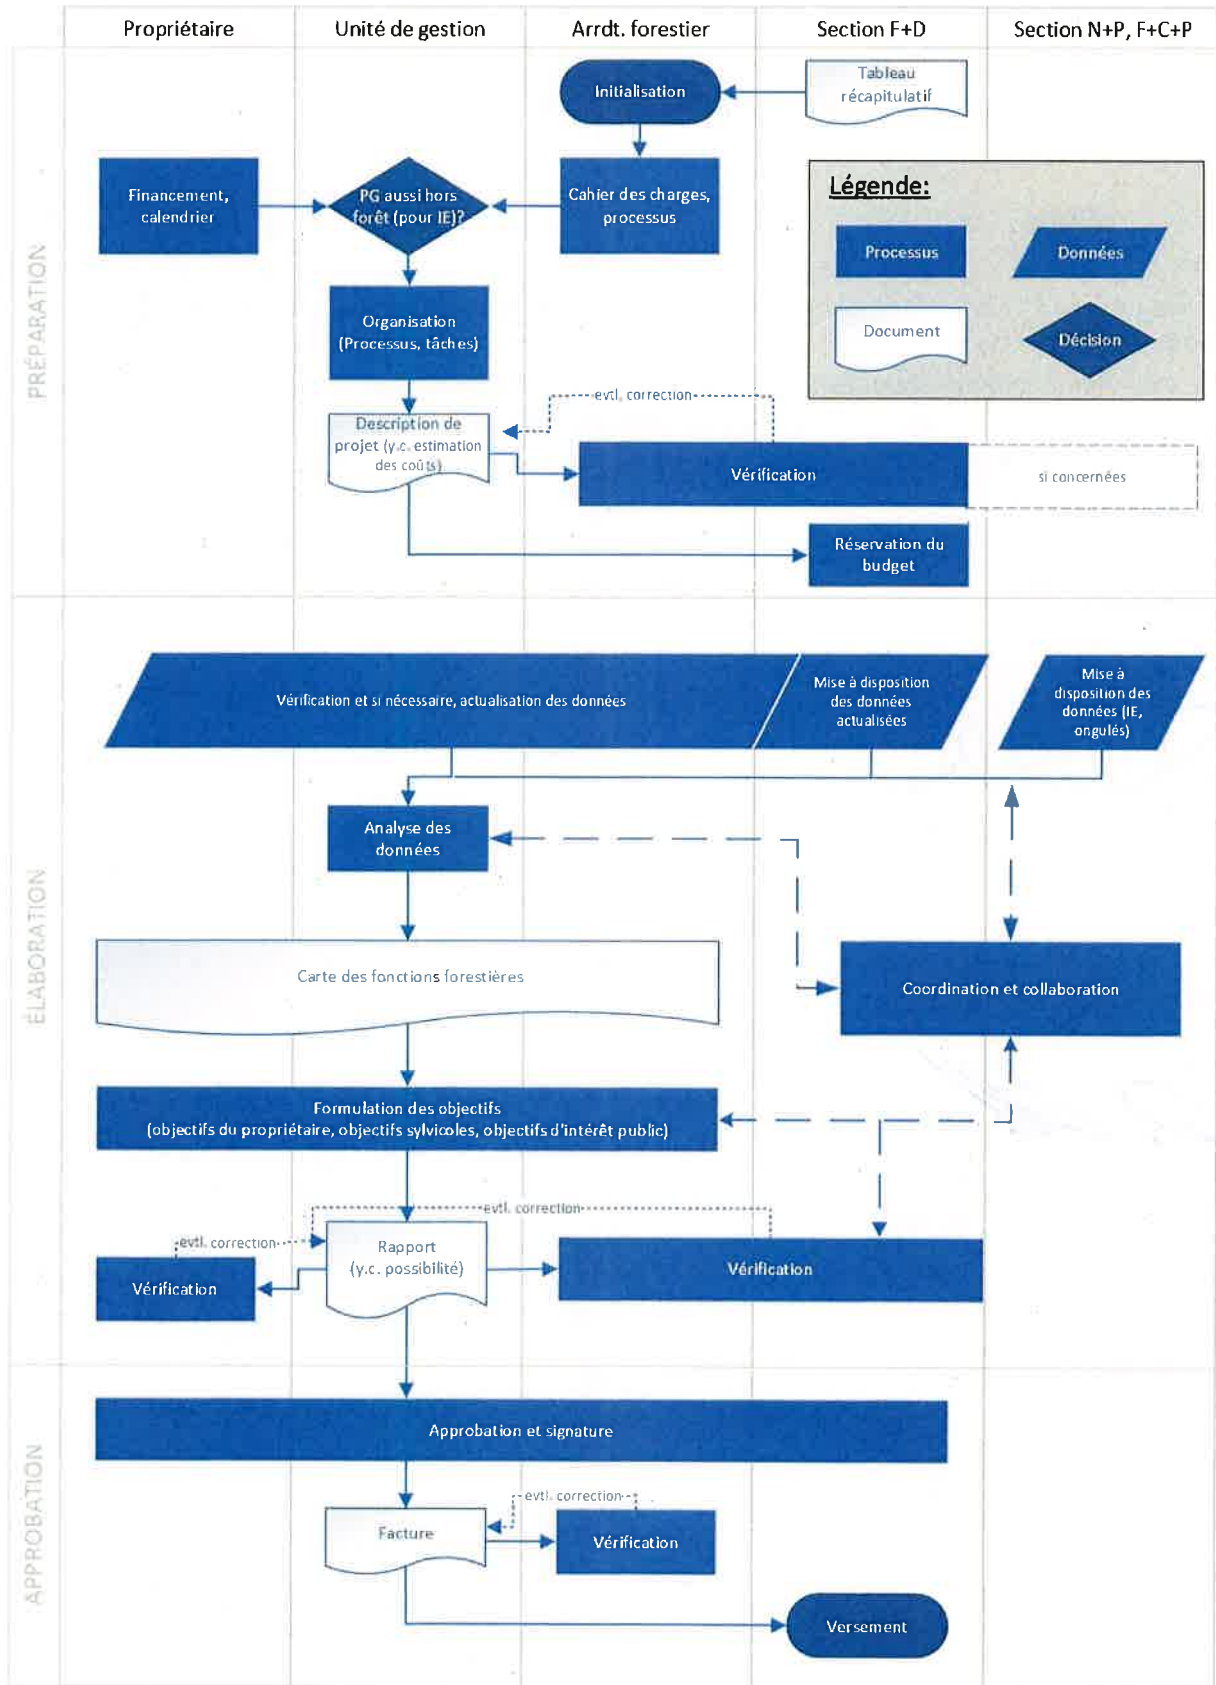 Propriétaire
Unité de gestion
Arrdt. forestier
Section F+D
Section N+P, F+C+P
PRÉPARATION
Initialisation
Tableau
récapitulatif
Financement,
calendrier
PG aussi hors
forêt (pour IE)?
Cahier des charges,
processus
Légende:
Processus
Données
Document
Décision
Organisation
(Processus, tâches)
evtl. correction
Description de
projet (y.c. estimation
des coûts)
Vérification
si concernées
Réservation du
budget
ÉLABORATION
Vérification et si nécessaire, actualisation des données
Mise à disposition
des données
actualisées
Mise à
disposition des
données (IE,
ongulés)
Analyse des
données
Carte des fonctions forestières
Coordination et collaboration
Formulation des objectifs
(objectifs du propriétaire, objectifs sylvicoles, objectifs d'intérêt public)
evtl. correction
evtl. correction
Rapport
(y.c. possibilité)
Vérification
Vérification
APPROBATION
Approbation et signature
evtl. correction
Facture
Vérification
Versement